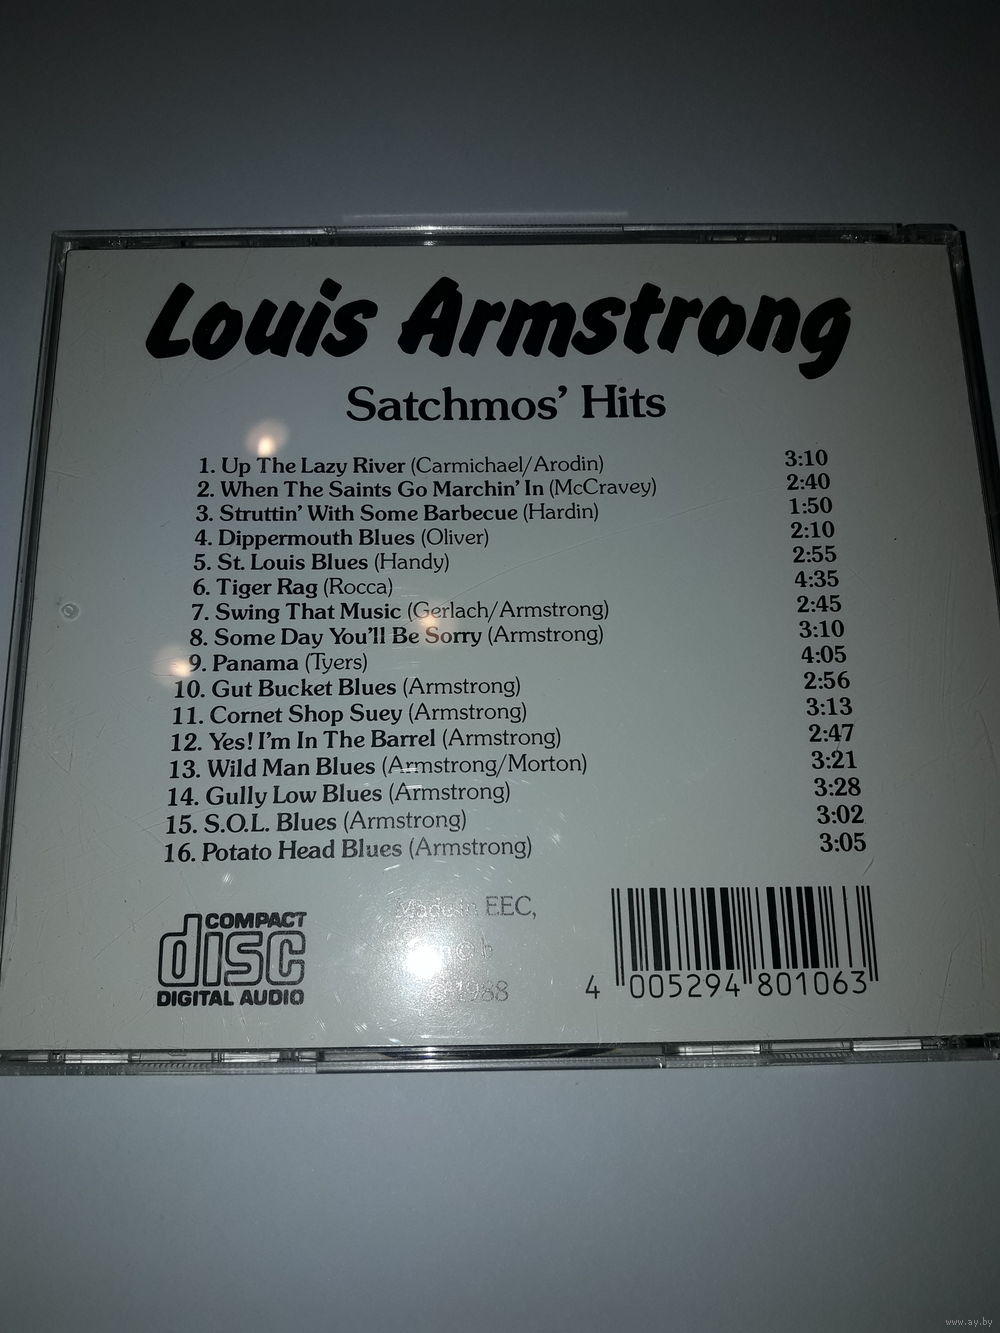 Louis Armstrong
Satchmos' Hits
1. Up The Lazy River (Carmichael/Arodin) 3:10
2. When The Saints Go Marchin' In (McCravey) 2:40
3. Struttin' With Some Barbecue (Hardin) 1:50
4. Dippermouth Blues (Oliver) 2:10
5. St. Louis Blues (Handy) 2:55
6. Tiger Rag (Rocca) 4:35
7. Swing That Music (Gerlach/Armstrong) 2:45
8. Some Day You'll Be Sorry (Armstrong) 3:10
9. Panama (Tyers) 4:05
10. Gut Bucket Blues (Armstrong) 2:56
11. Cornet Shop Suey (Armstrong) 3:13
12. Yes! I'm In The Barrel (Armstrong) 2:47
13. Wild Man Blues (Armstrong/Morton) 3:21
14. Gully Low Blues (Armstrong) 3:28
15. S.O.L. Blues (Armstrong) 3:02
16. Potato Head Blues (Armstrong) 3:05
COMPACT
disc
DIGITAL AUDIO
Made in EEC,
1988
4 005294 801063
www.ay.by